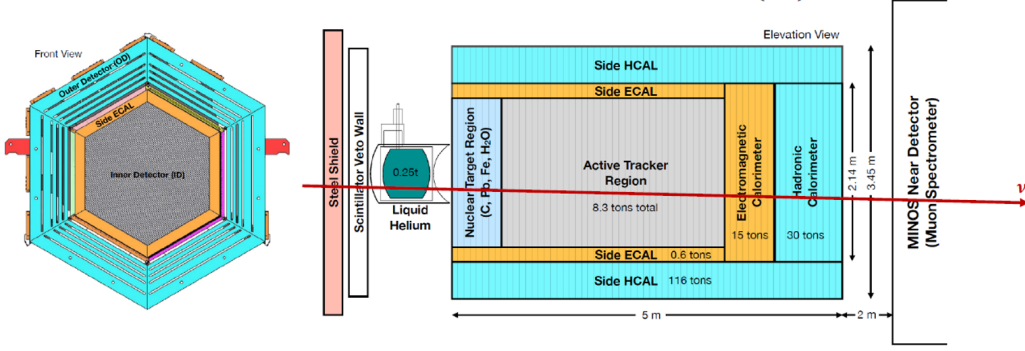 Front View
Outer Detector (OD)
Side ECAL
Inner Detector (ID)
Elevation View
Steel Shield
Scintillator Veto Wall
0.25t
Liquid
Helium
Side HCAL
Side ECAL
Nuclear Target Region
(C, Pb, Fe, H₂O)
Active Tracker
Region
8.3 tons total
Electromagnetic
Calorimeter
15 tons
Hadronic
Calorimeter
30 tons
Side ECAL 0.6 tons
Side HCAL 116 tons
5 m
2 m
2.14 m
3.45 m
MINOS Near Detector
(Muon Spectrometer)
ν